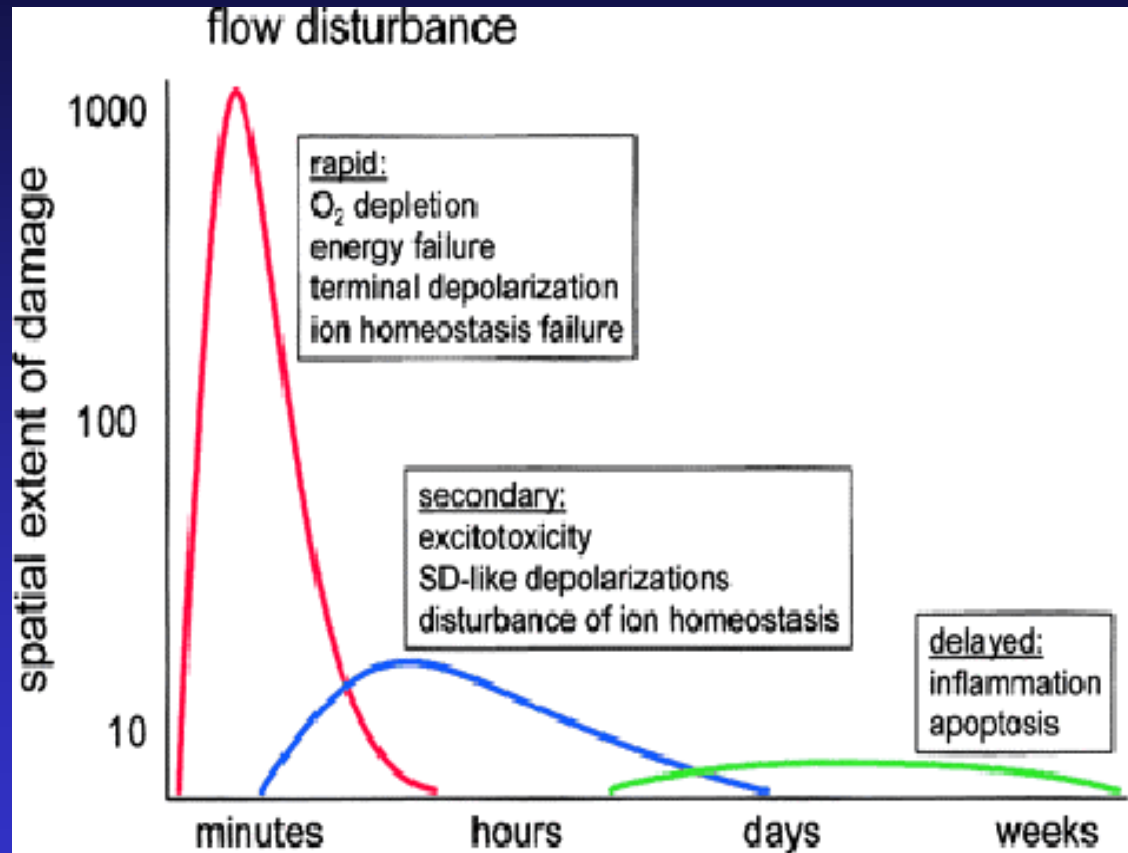 flow disturbance
spatial extent of damage
1000
100
10
rapid:
O₂ depletion
energy failure
terminal depolarization
ion homeostasis failure
secondary:
excitotoxicity
SD-like depolarizations
disturbance of ion homeostasis
delayed:
inflammation
apoptosis
minutes hours days weeks